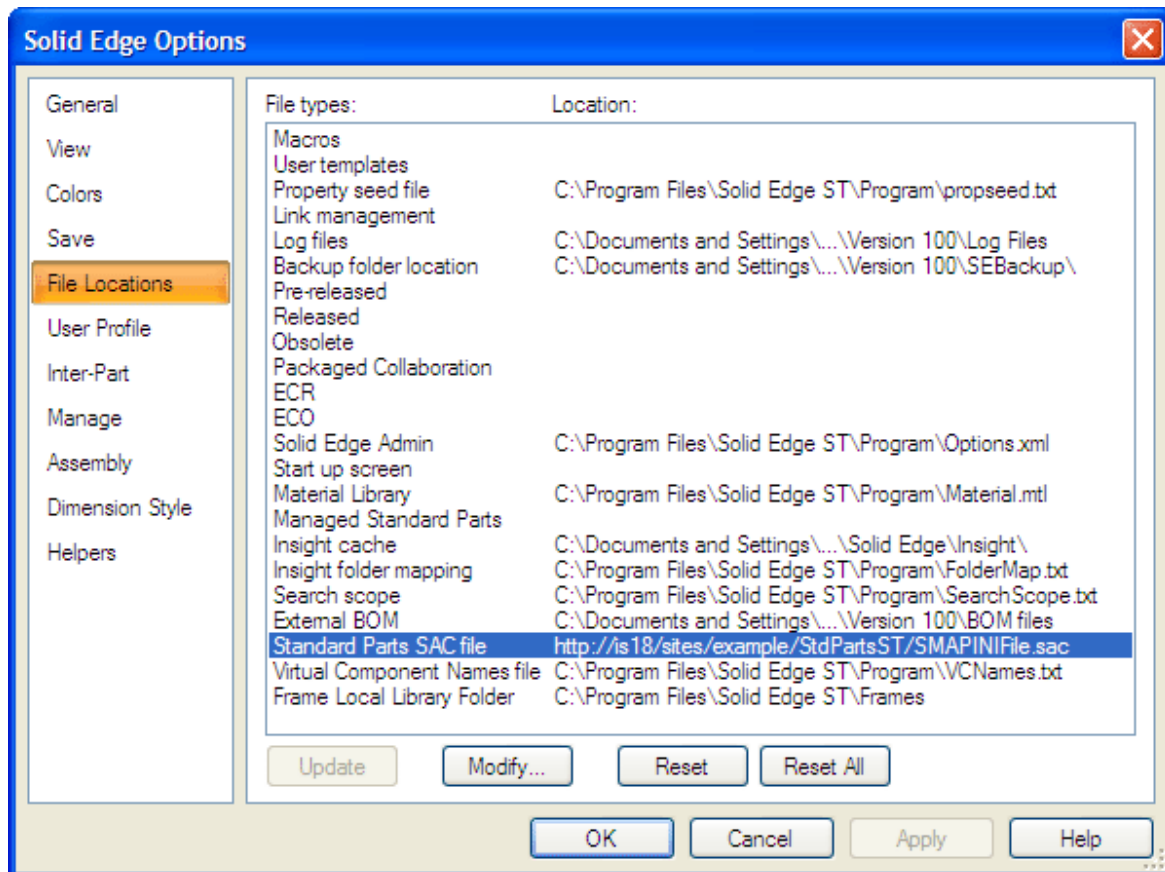 Solid Edge Options
General
View
Colors
Save
File Locations
User Profile
Inter-Part
Manage
Assembly
Dimension Style
Helpers
File types: Location:
Macros
User templates
Property seed file C:\Program Files\Solid Edge ST\Program\propseed.txt
Link management
Log files C:\Documents and Settings\...\Version 100\Log Files
Backup folder location C:\Documents and Settings\...\Version 100\SEBackup\
Pre-released
Released
Obsolete
Packaged Collaboration
ECR
ECO
Solid Edge Admin C:\Program Files\Solid Edge ST\Program\Options.xml
Start up screen
Material Library C:\Program Files\Solid Edge ST\Program\Material.mtl
Managed Standard Parts
Insight cache C:\Documents and Settings\...\Solid Edge\Insight\
Insight folder mapping C:\Program Files\Solid Edge ST\Program\FolderMap.txt
Search scope C:\Program Files\Solid Edge ST\Program\SearchScope.txt
External BOM C:\Documents and Settings\...\Version 100\BOM files
Standard Parts SAC file http://is18/sites/example/StdPartsST/SMAPINIFile.sac
Virtual Component Names file C:\Program Files\Solid Edge ST\Program\VCNames.txt
Frame Local Library Folder C:\Program Files\Solid Edge ST\Frames
Update Modify... Reset Reset All
OK Cancel Apply Help